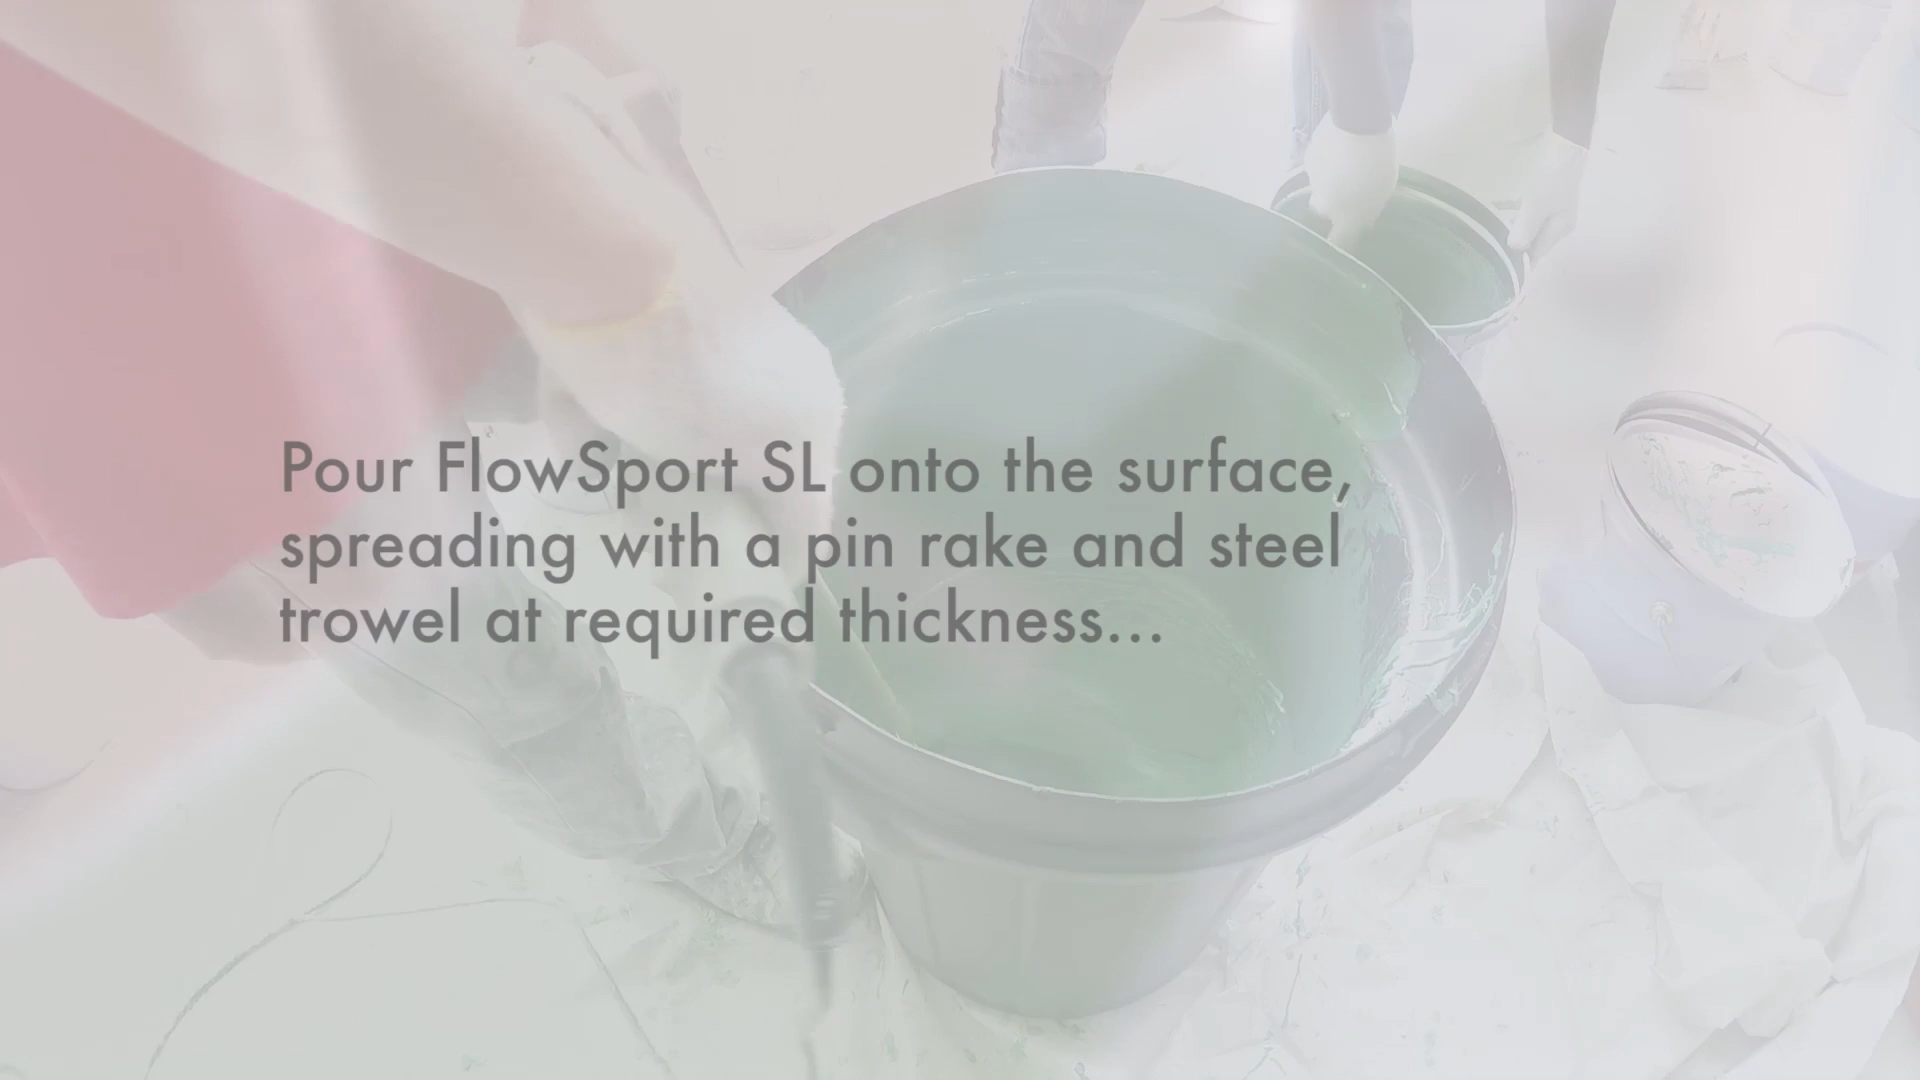 Pour FlowSport SL onto the surface,
spreading with a pin rake and steel
trowel at required thickness...